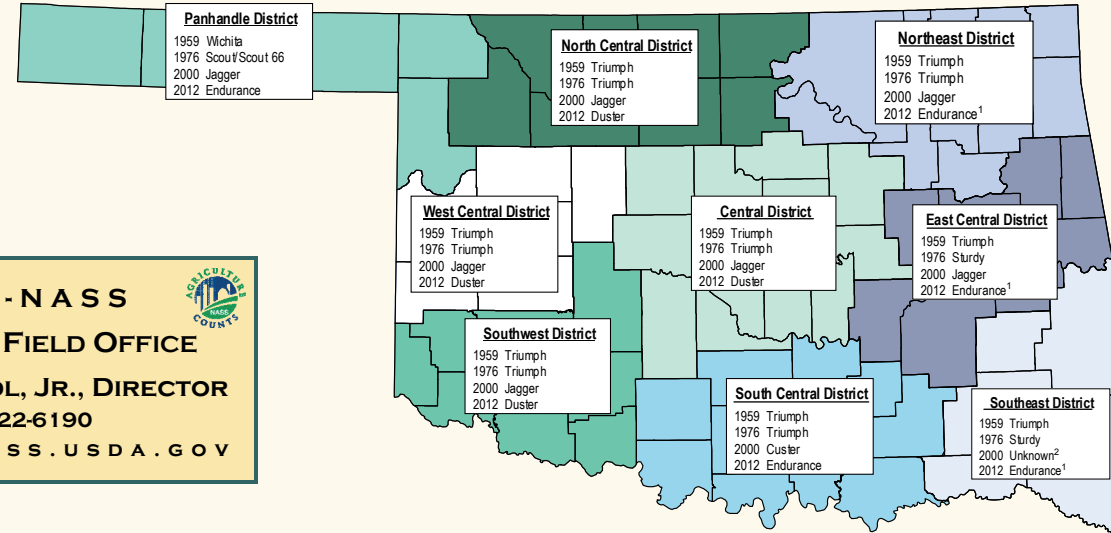 Panhandle District
1959 Wichita
1976 Scout/Scout 66
2000 Jagger
2012 Endurance
North Central District
1959 Triumph
1976 Triumph
2000 Jagger
2012 Duster
Northeast District
1959 Triumph
1976 Triumph
2000 Jagger
2012 Endurance¹
West Central District
1959 Triumph
1976 Triumph
2000 Jagger
2012 Duster
Central District
1959 Triumph
1976 Triumph
2000 Jagger
2012 Duster
East Central District
1959 Triumph
1976 Sturdy
2000 Jagger
2012 Endurance¹
Southwest District
1959 Triumph
1976 Triumph
2000 Jagger
2012 Duster
South Central District
1959 Triumph
1976 Triumph
2000 Custer
2012 Endurance
Southeast District
1959 Triumph
1976 Sturdy
2000 Unknown²
2012 Endurance¹
AGRICULTURE
NASS
COUNTS
-NASS
FIELD OFFICE
OL, JR., DIRECTOR
22-6190
SS.USDA.GOV